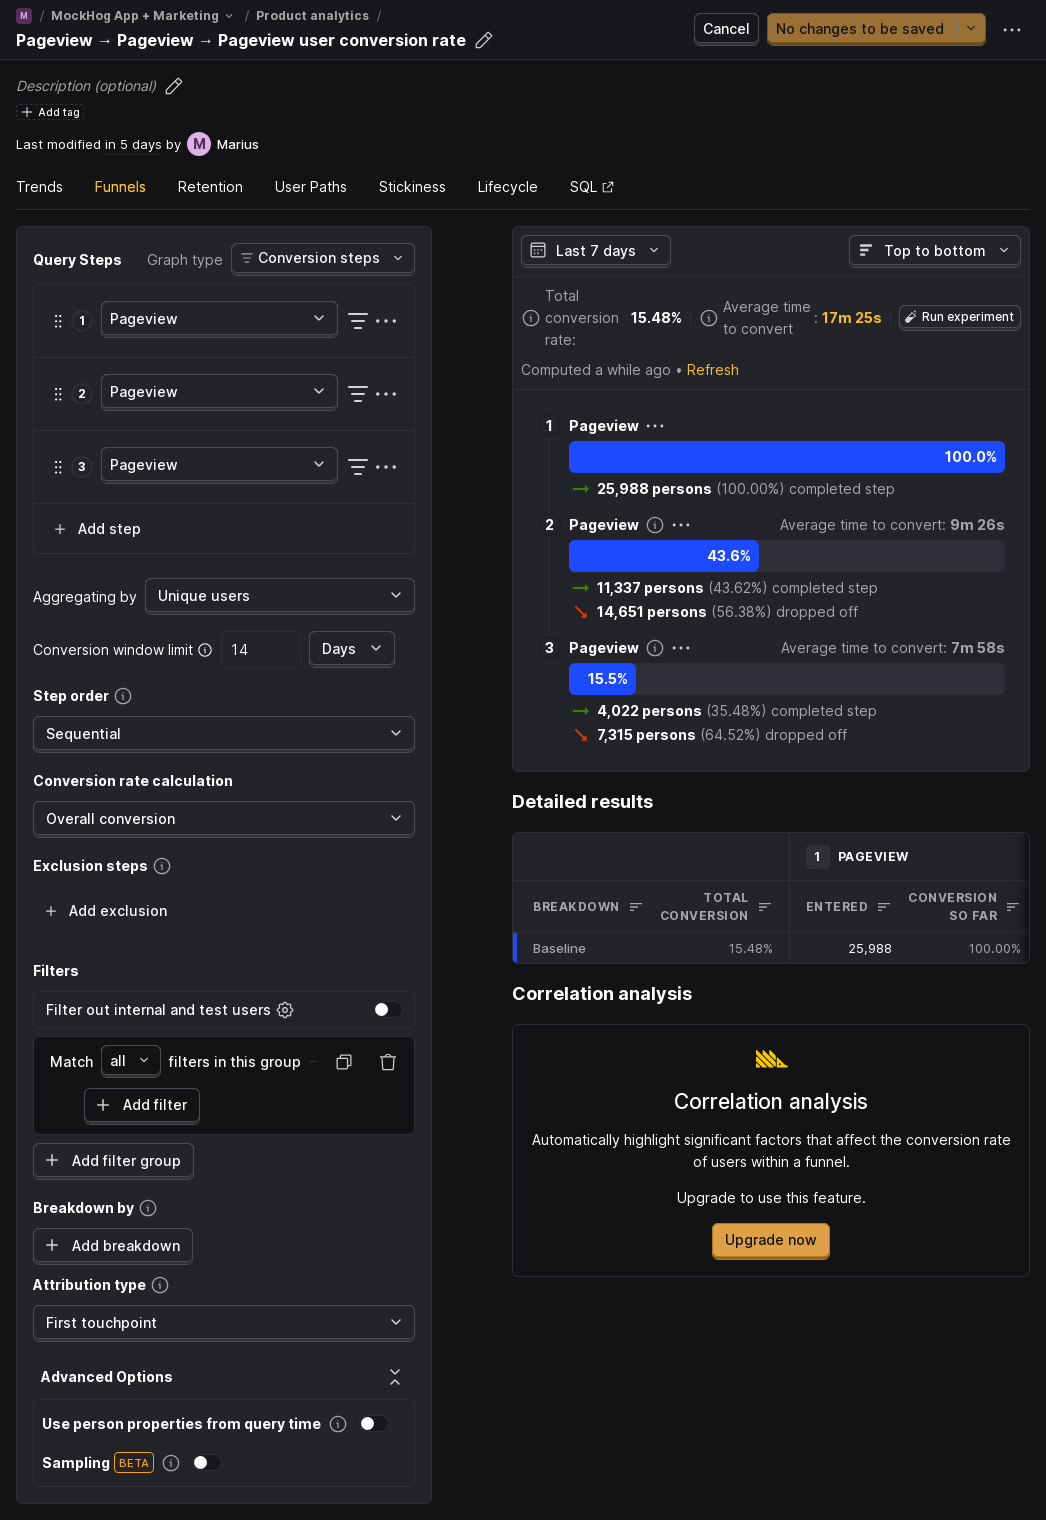 M / MockHog App + Marketing / Product analytics /
Pageview → Pageview → Pageview user conversion rate
Cancel
No changes to be saved
Description (optional)
Add tag
Last modified in 5 days by M Marius
Trends Funnels Retention User Paths Stickiness Lifecycle SQL
Query Steps
Graph type
Conversion steps
1 Pageview
2 Pageview
3 Pageview
Add step
Aggregating by Unique users
Conversion window limit 14 Days
Step order
Sequential
Conversion rate calculation
Overall conversion
Exclusion steps
Add exclusion
Filters
Filter out internal and test users
Match all filters in this group
Add filter
Add filter group
Breakdown by
Add breakdown
Attribution type
First touchpoint
Advanced Options
Use person properties from query time
Sampling BETA
Last 7 days
Top to bottom
Total
conversion
rate:
15.48%
Average time
to convert
: 17m 25s
Run experiment
Computed a while ago • Refresh
1 Pageview
100.0%
25,988 persons (100.00%) completed step
2 Pageview Average time to convert: 9m 26s
43.6%
11,337 persons (43.62%) completed step
14,651 persons (56.38%) dropped off
3 Pageview Average time to convert: 7m 58s
15.5%
4,022 persons (35.48%) completed step
7,315 persons (64.52%) dropped off
Detailed results
1 PAGEVIEW
BREAKDOWN
TOTAL
CONVERSION
ENTERED
CONVERSION
SO FAR
Baseline 15.48% 25,988 100.00%
Correlation analysis
Correlation analysis
Automatically highlight significant factors that affect the conversion rate
of users within a funnel.
Upgrade to use this feature.
Upgrade now